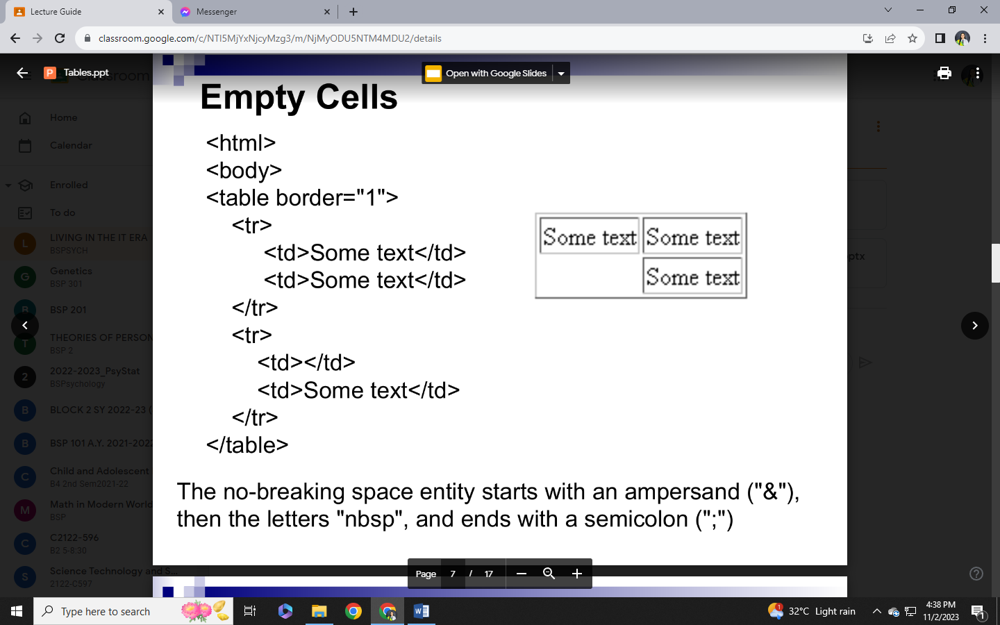 Lecture Guide
Messenger
classroom.google.com/c/NTI5MjYxNjcyMzg3/m/NjMyODU5NTM4MDU2/details
P
Tables.ppt
Open with Google Slides
Classroom
Empty Cells
<html>
<body>
<table border="1">
<tr>
<td>Some text</td>
<td>Some text</td>
</tr>
<tr>
<td></td>
<td>Some text</td>
</tr>
</table>
Some text Some text
Some text
The no-breaking space entity starts with an ampersand ("&"),
then the letters "nbsp", and ends with a semicolon (";")
Home
Calendar
Enrolled
To do
L
LIVING IN THE IT ERA
BSPSYCH
G
Genetics
BSP 301
B
BSP 201
T
THEORIES OF PERSON
BSP 2
2
2022-2023_PsyStat
BSPsychology
B
BLOCK 2 SY 2022-23 (
B
BSP 101 A.Y. 2021-2022
C
Child and Adolescent
B4 2nd Sem2021-22
M
Math in Modern World
BSP
C
C2122-596
B2 5-8:30
S
Science Technology and S...
2122-C597
ptx
Page 7 / 17
Type here to search
1
32°C Light rain
4:38 PM
11/2/2023
1